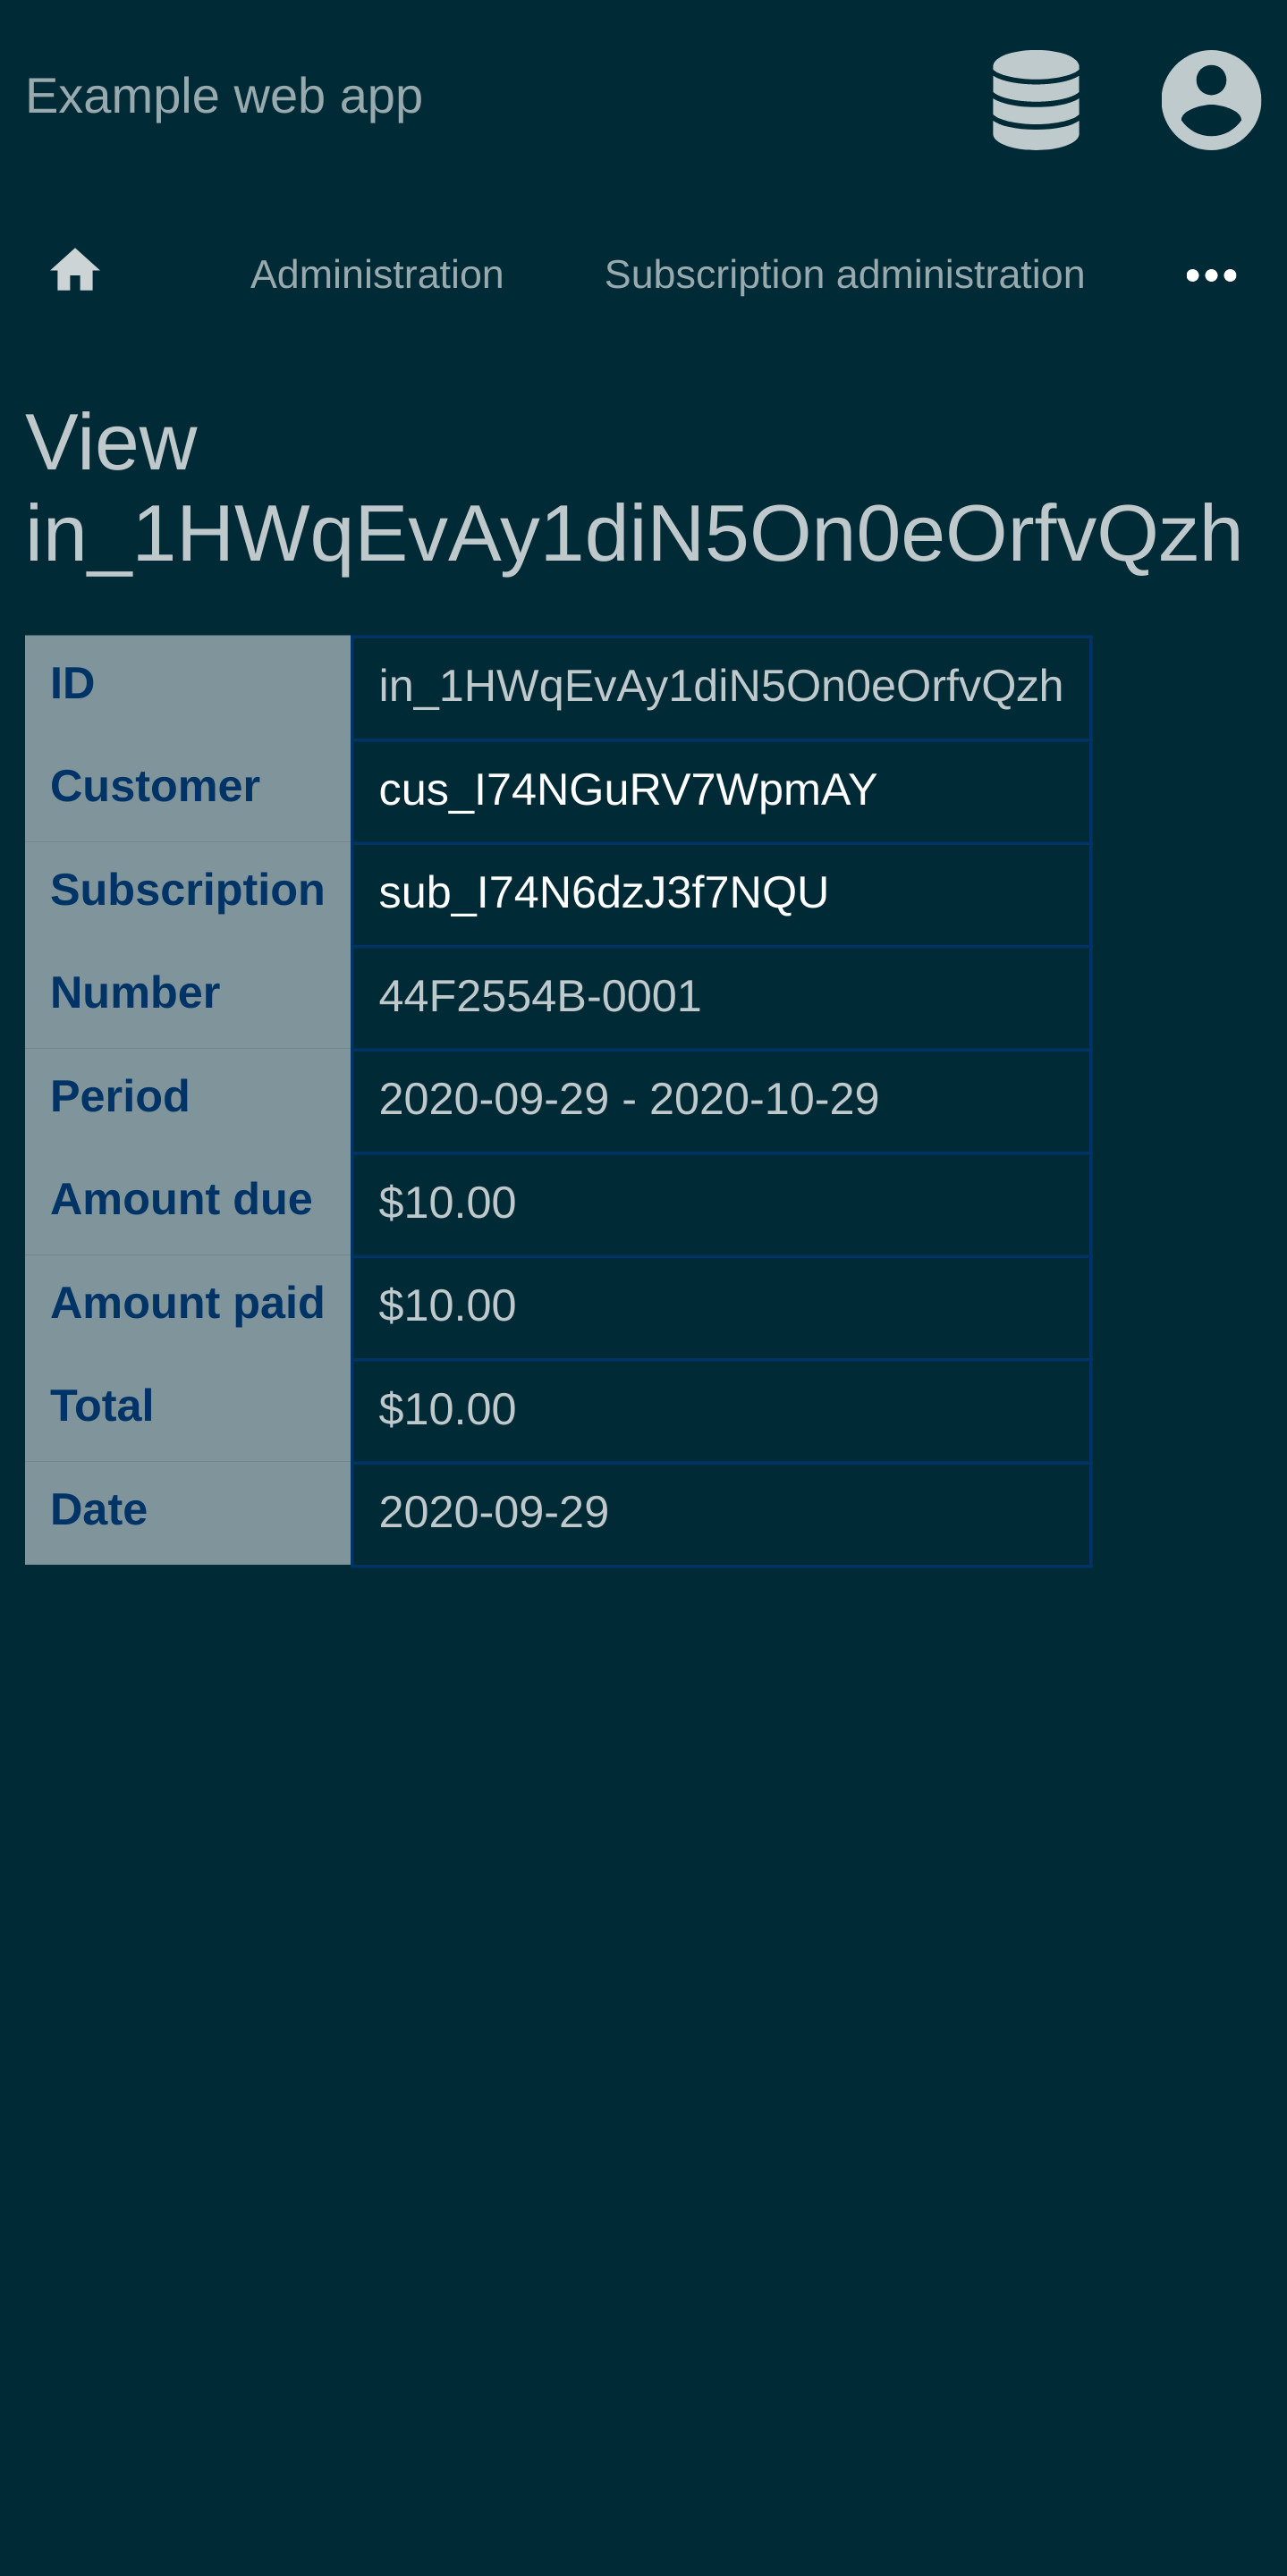 Example web app
Administration Subscription administration
View
in_1HWqEvAy1diN5On0eOrfvQzh
ID in_1HWqEvAy1diN5On0eOrfvQzh
Customer cus_I74NGuRV7WpmAY
Subscription sub_I74N6dzJ3f7NQU
Number 44F2554B-0001
Period 2020-09-29 - 2020-10-29
Amount due $10.00
Amount paid $10.00
Total $10.00
Date 2020-09-29